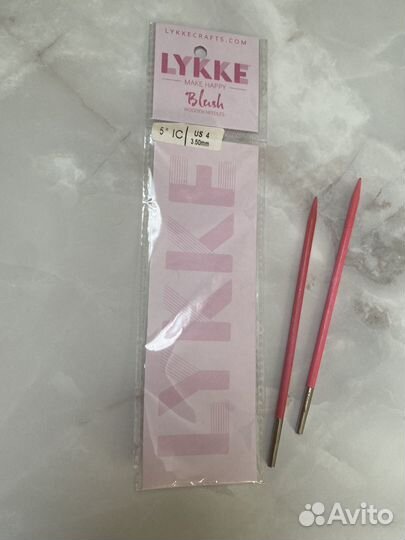 LYKKECRAFTS.COM
LYKKE
MAKE HAPPY
Blush
WOODEN NEEDLES
5" IC US 4
3.50mm
LYKKE
Avito